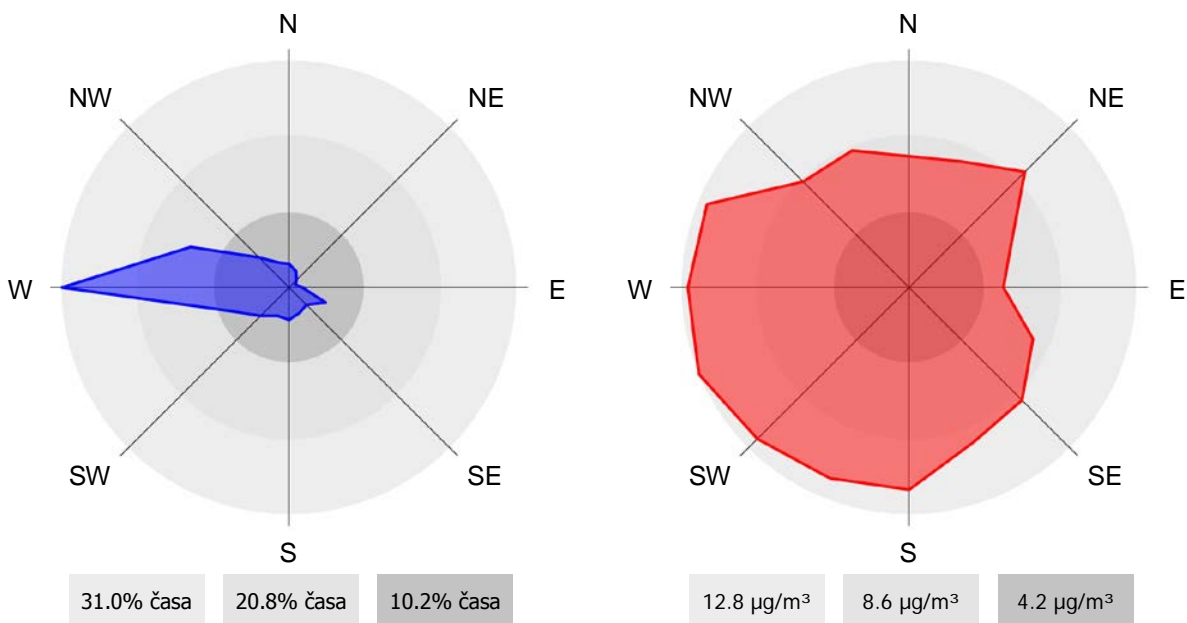 N
N
NW
NE
NW
NE
W
E
W
E
SW
SE
SW
SE
S
S
31.0% časa
20.8% časa
10.2% časa
12.8 µg/m³
8.6 µg/m³
4.2 µg/m³